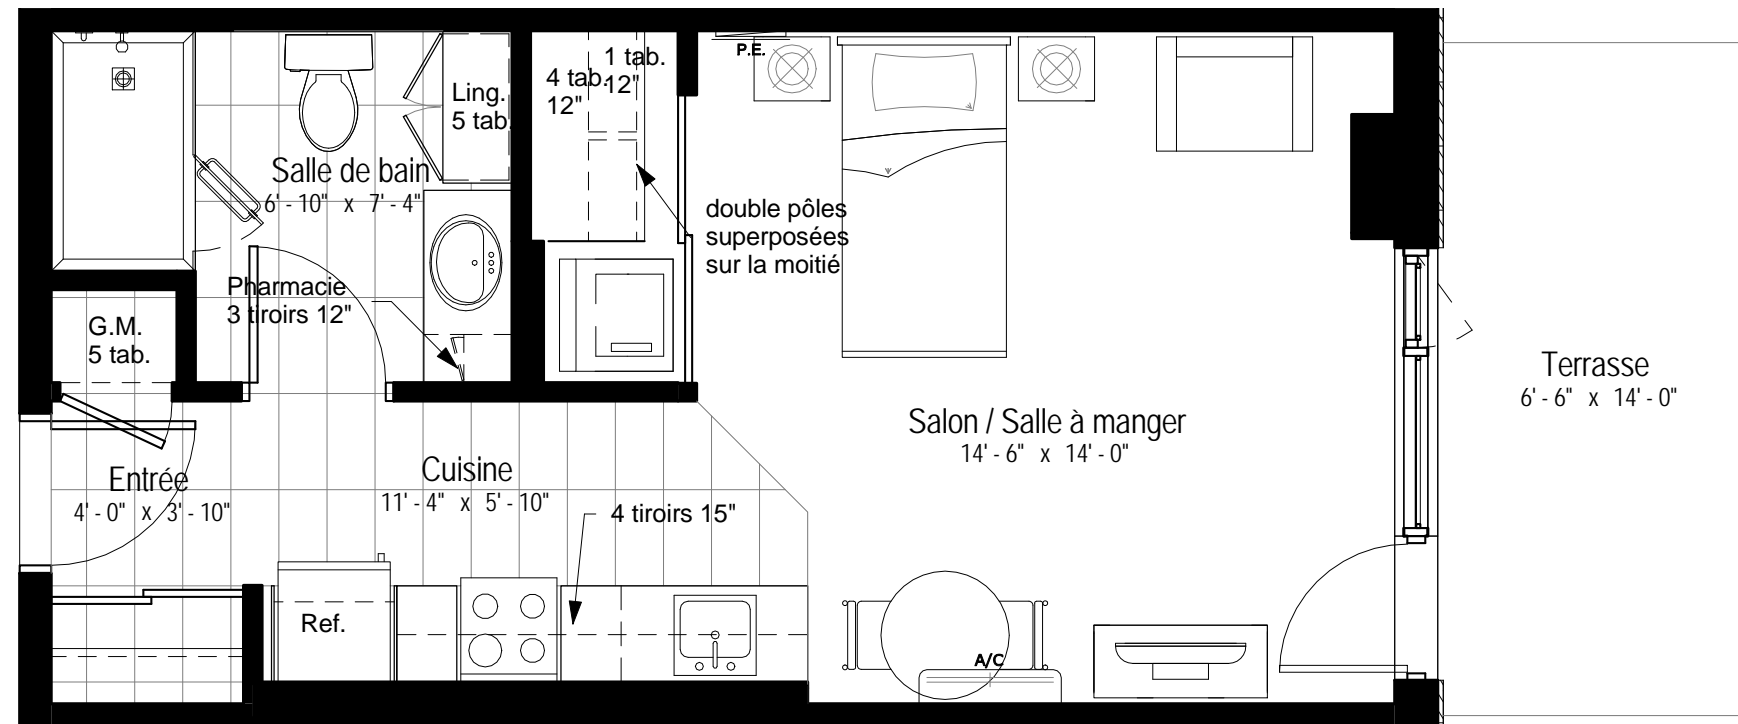 P.E.
1 tab.
12"
4 tab.
12"
Ling.
5 tab.
Salle de bain
6' - 10" x 7' - 4"
double pôles
superposées
sur la moitié
Pharmacie
3 tiroirs 12"
G.M.
5 tab.
Terrasse
6' - 6" x 14' - 0"
Salon / Salle à manger
14' - 6" x 14' - 0"
Entrée
4' - 0" x 3' - 10"
Cuisine
11' - 4" x 5' - 10"
4 tiroirs 15"
Ref.
A/C